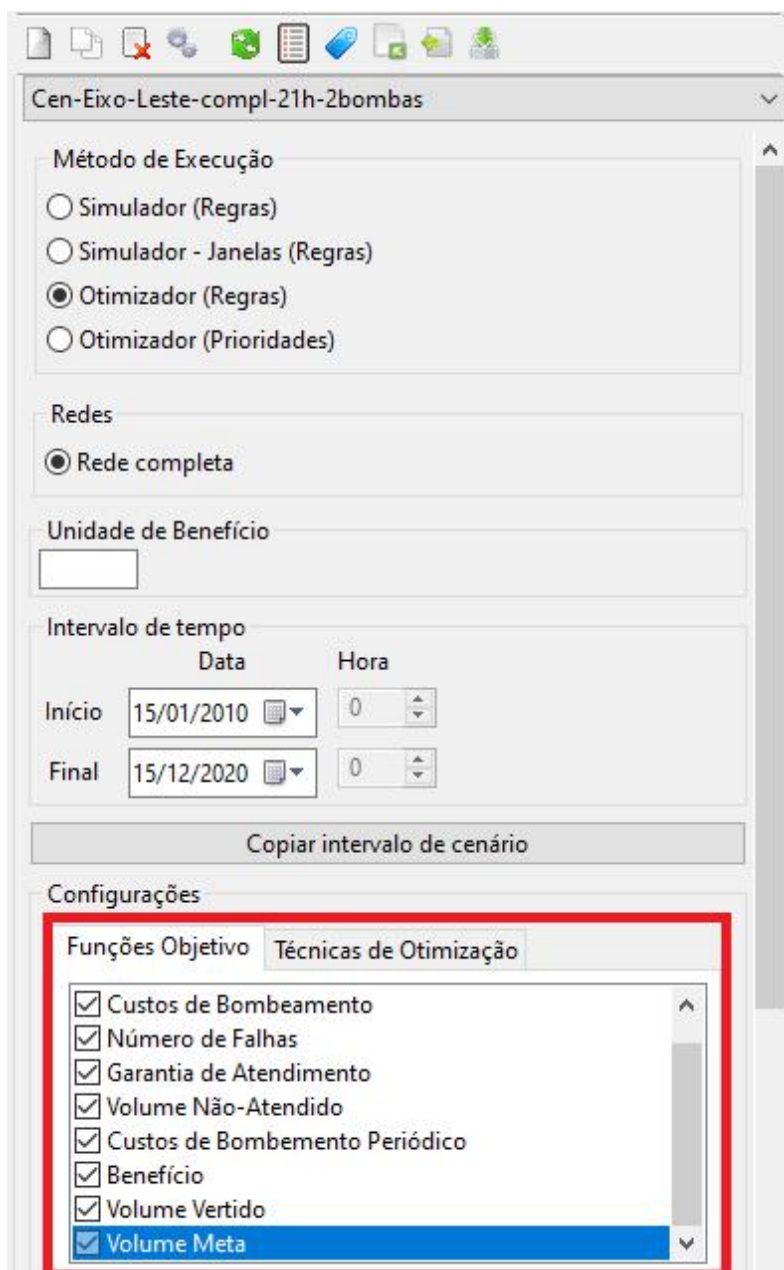 Cen-Eixo-Leste-compl-21h-2bombas
Método de Execução
Simulador (Regras)
Simulador - Janelas (Regras)
Otimizador (Regras)
Otimizador (Prioridades)
Redes
Rede completa
Unidade de Benefício
Intervalo de tempo
Data Hora
Início 15/01/2010 0
Final 15/12/2020 0
Copiar intervalo de cenário
Configurações
Funções Objetivo Técnicas de Otimização
Custos de Bombeamento
Número de Falhas
Garantia de Atendimento
Volume Não-Atendido
Custos de Bombemento Periódico
Benefício
Volume Vertido
Volume Meta